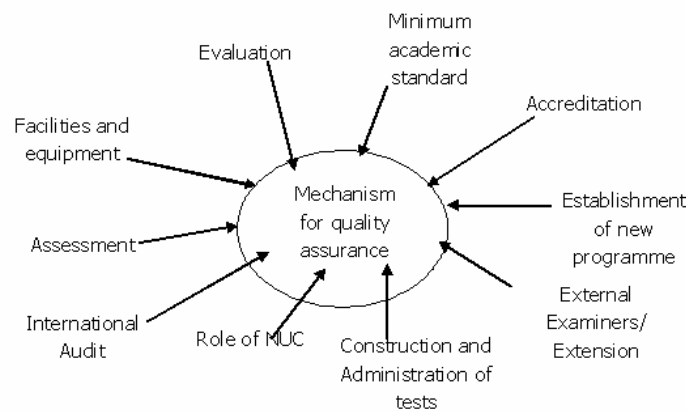 Evaluation
Minimum
academic
standard
Accreditation
Facilities and
equipment
Mechanism
for quality
assurance
Establishment
of new
programme
Assessment
External
Examiners/
Extension
International
Audit
Role of NUC
Construction and
Administration of
tests